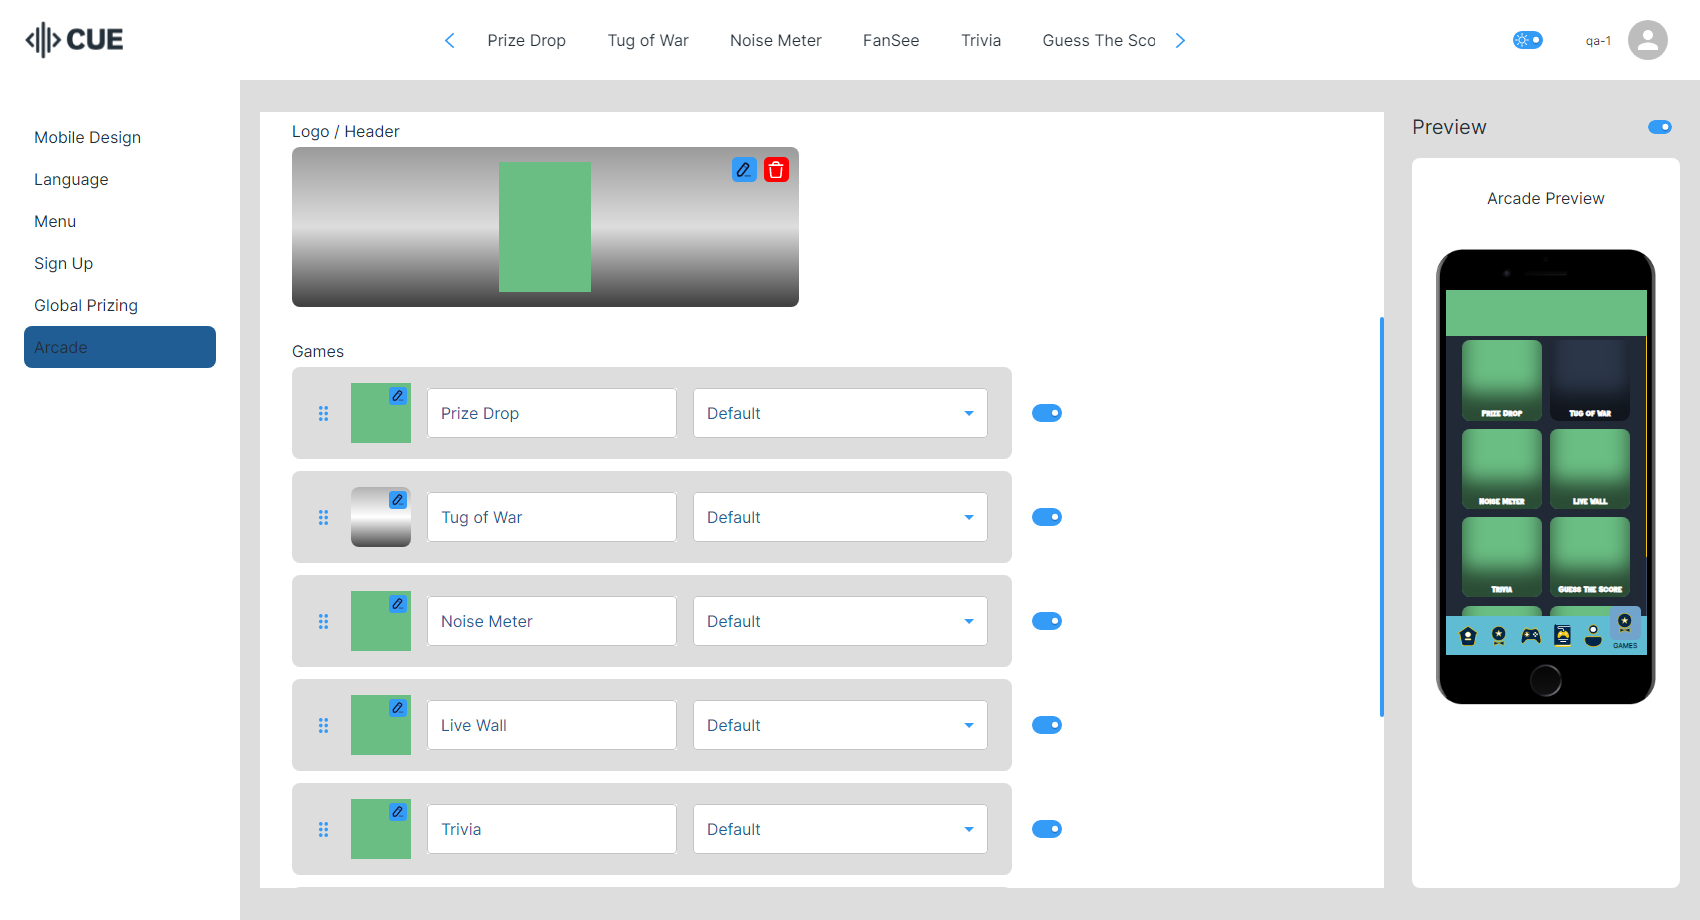 CUE
Prize Drop
Tug of War
Noise Meter
FanSee
Trivia
Guess The Sco
qa-1
Mobile Design
Language
Menu
Sign Up
Global Prizing
Arcade
Logo / Header
Games
Prize Drop
Default
Tug of War
Default
Noise Meter
Default
Live Wall
Default
Trivia
Default
Preview
Arcade Preview
PRIZE DROP
TUG OF WAR
NOISE METER
LIVE WALL
TRIVIA
GUESS THE SCORE
GAMES